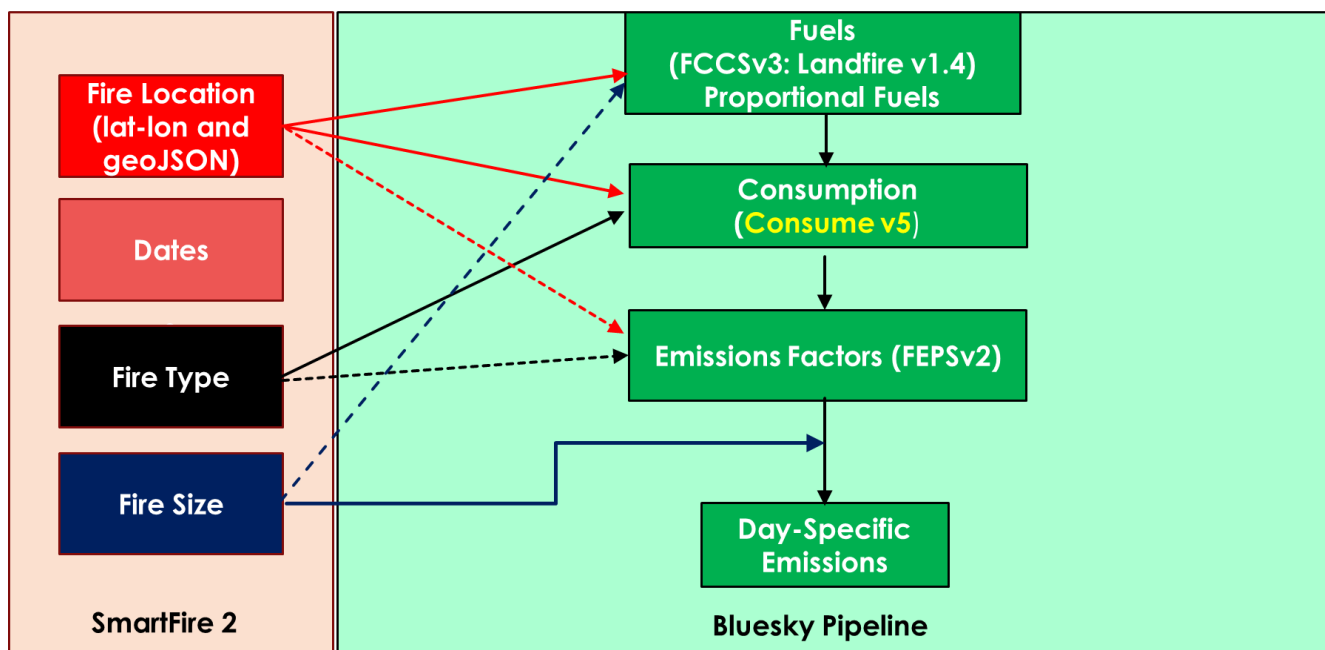 Fire Location
(lat-lon and
geoJSON)
Dates
Fire Type
Fire Size
SmartFire 2
Fuels
(FCCSv3: Landfire v1.4)
Proportional Fuels
Consumption
(Consume v5)
Emissions Factors (FEPSv2)
Day-Specific
Emissions
Bluesky Pipeline